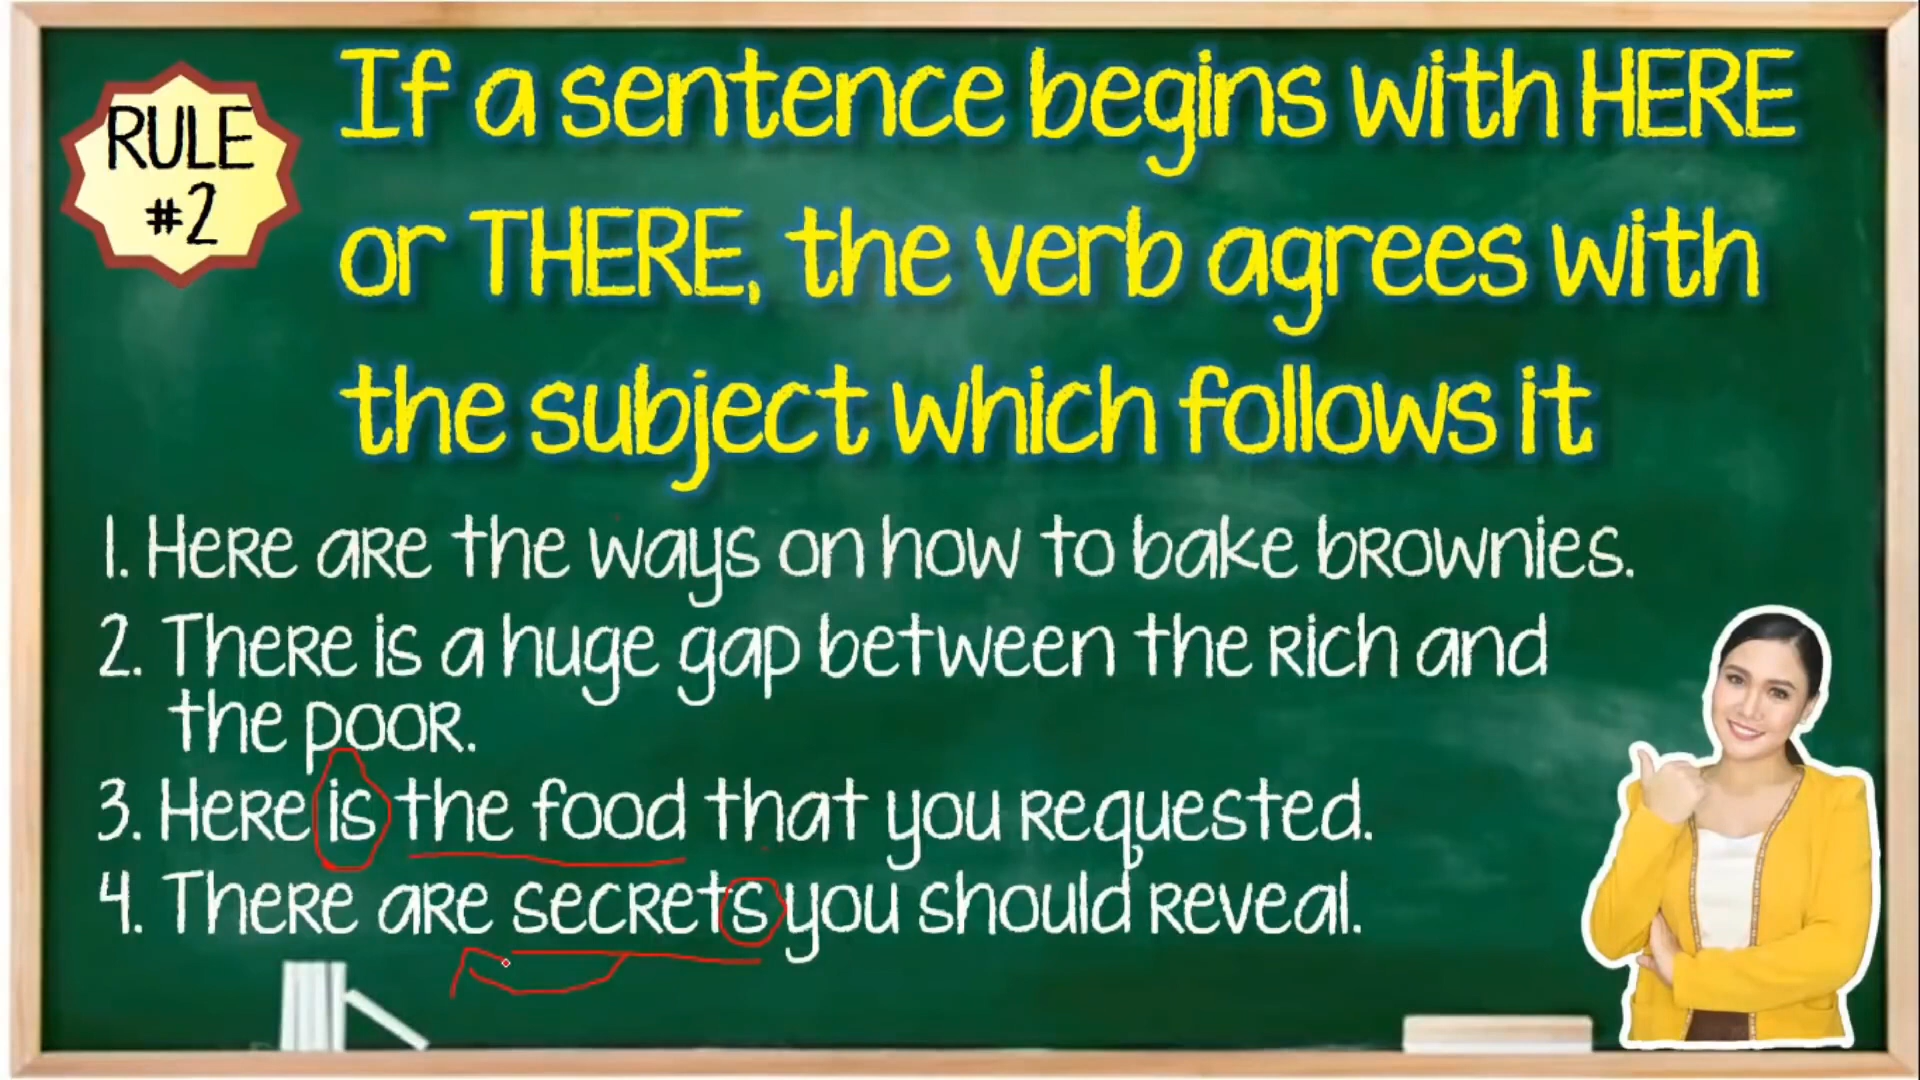 RULE
#2
If a sentence begins with HERE
or THERE, the verb agrees with
the subject which follows it
1. Here are the ways on how to bake brownies.
2. There is a huge gap between the rich and
the poor.
3. Here is the food that you requested.
4. There are secrets you should reveal.